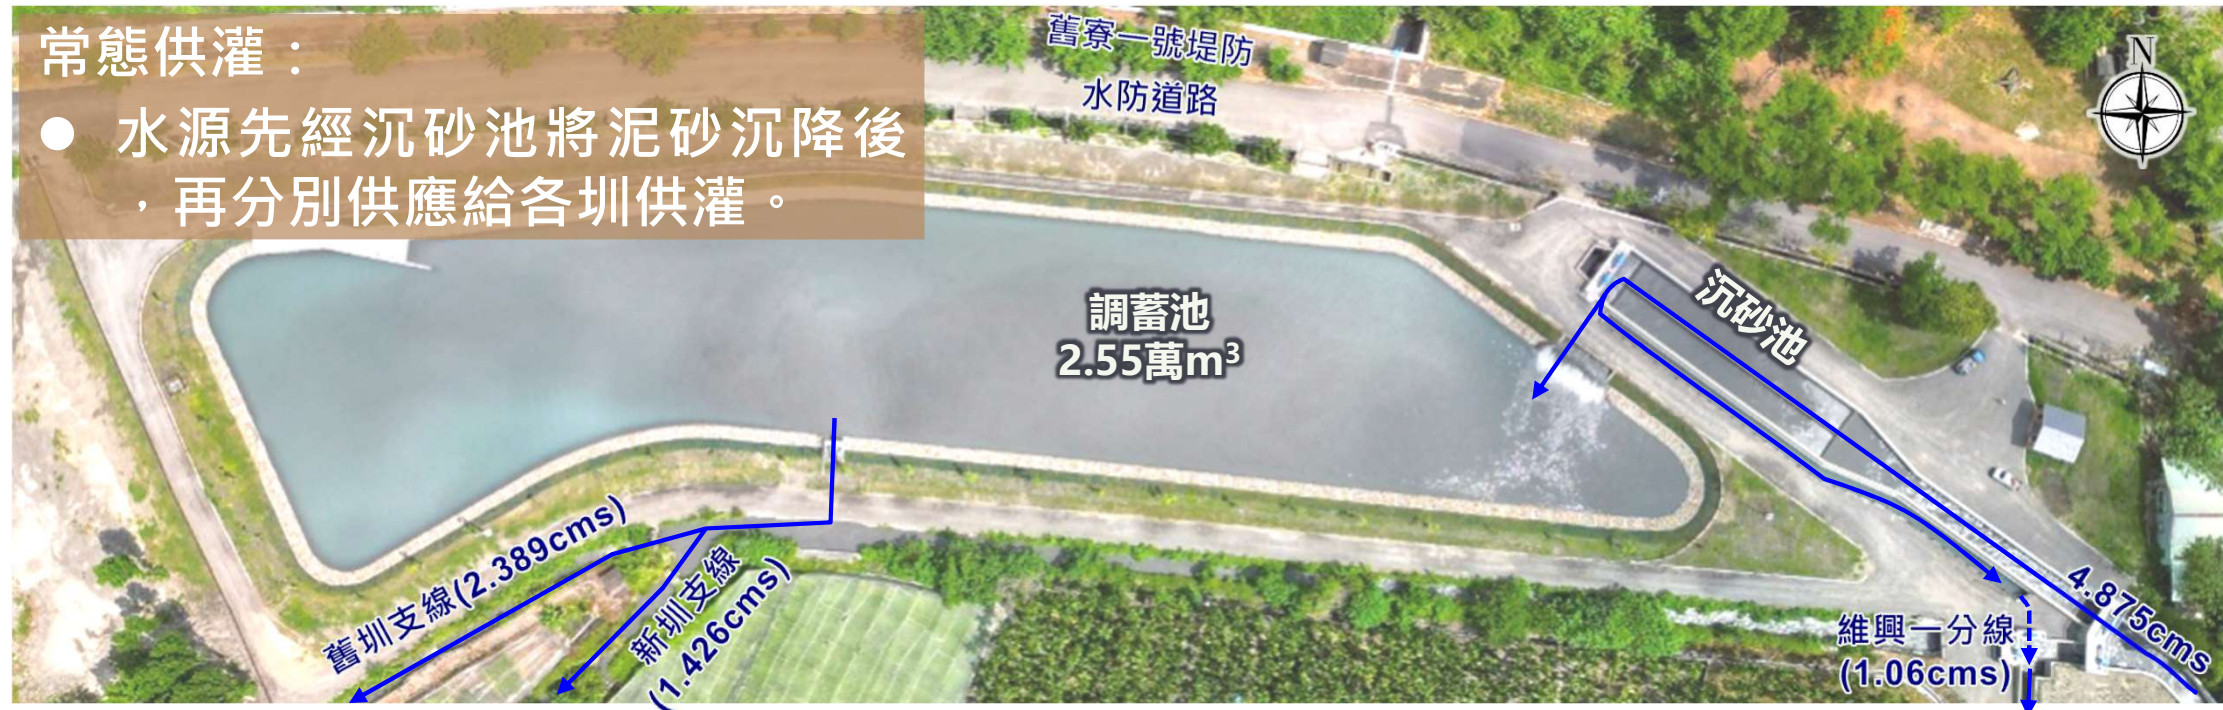 常態供灌：
● 水源先經沉砂池將泥砂沉降後
，再分別供應給各圳供灌。
舊寮一號堤防
水防道路
N
調蓄池
2.55萬m³
沉砂池
舊圳支線(2.389cms)
新圳支線
(1.426cms)
維興一分線
(1.06cms)
4.875cms